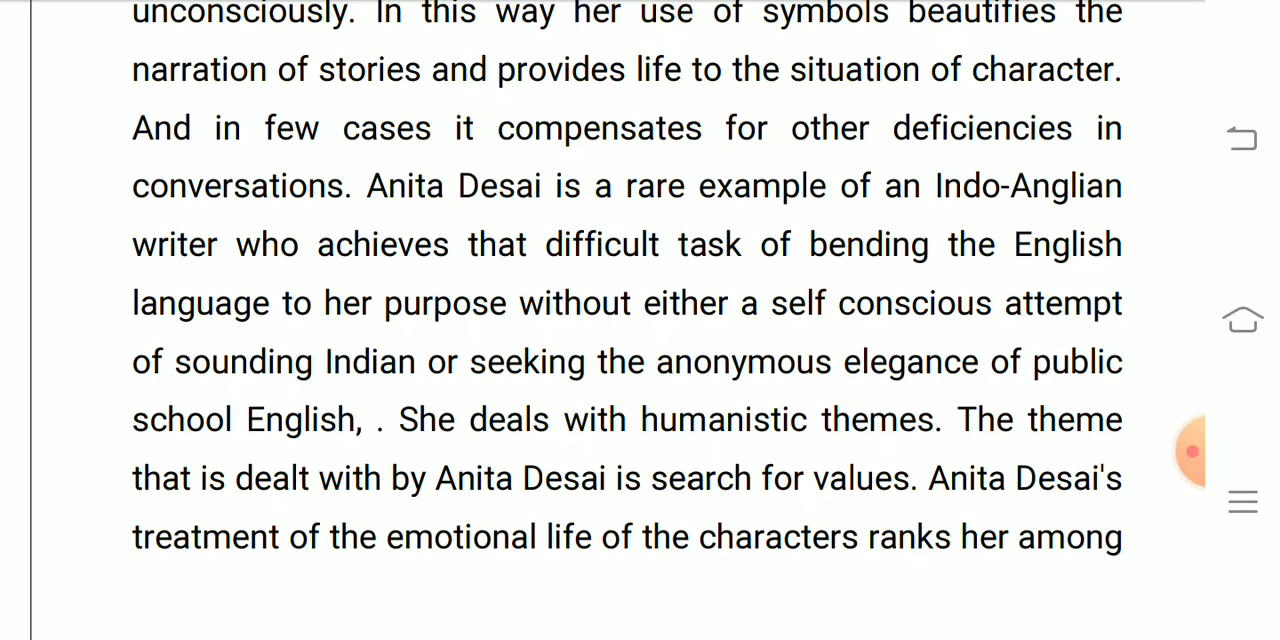 unconsciously. In this way her use of symbols beautifies the
narration of stories and provides life to the situation of character.
And in few cases it compensates for other deficiencies in
conversations. Anita Desai is a rare example of an Indo-Anglian
writer who achieves that difficult task of bending the English
language to her purpose without either a self conscious attempt
of sounding Indian or seeking the anonymous elegance of public
school English, . She deals with humanistic themes. The theme
that is dealt with by Anita Desai is search for values. Anita Desai's
treatment of the emotional life of the characters ranks her among